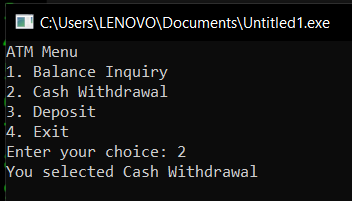 C:\Users\LENOVO\Documents\Untitled1.exe
ATM Menu
1. Balance Inquiry
2. Cash Withdrawal
3. Deposit
4. Exit
Enter your choice: 2
You selected Cash Withdrawal